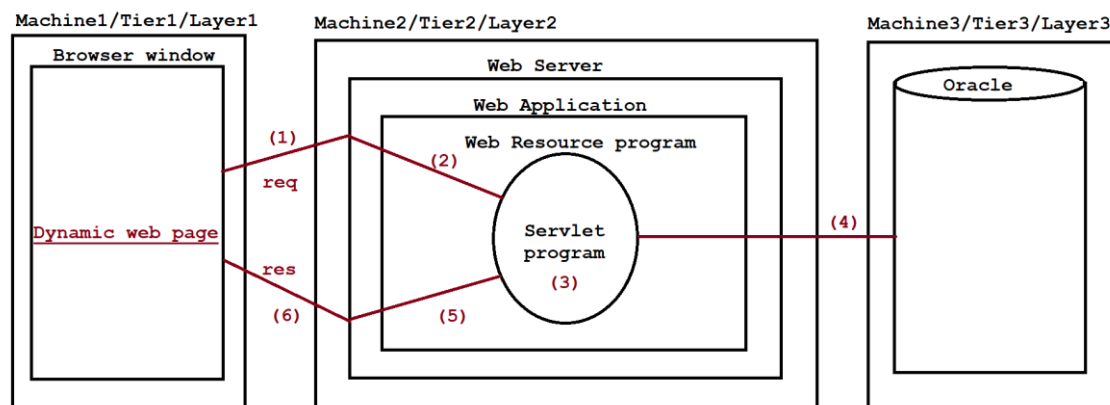 Machine1/Tier1/Layer1
Browser window
Dynamic web page
(1)
req
res
(6)
Machine2/Tier2/Layer2
Web Server
Web Application
Web Resource program
(2)
Servlet
program
(3)
(5)
(4)
Machine3/Tier3/Layer3
Oracle